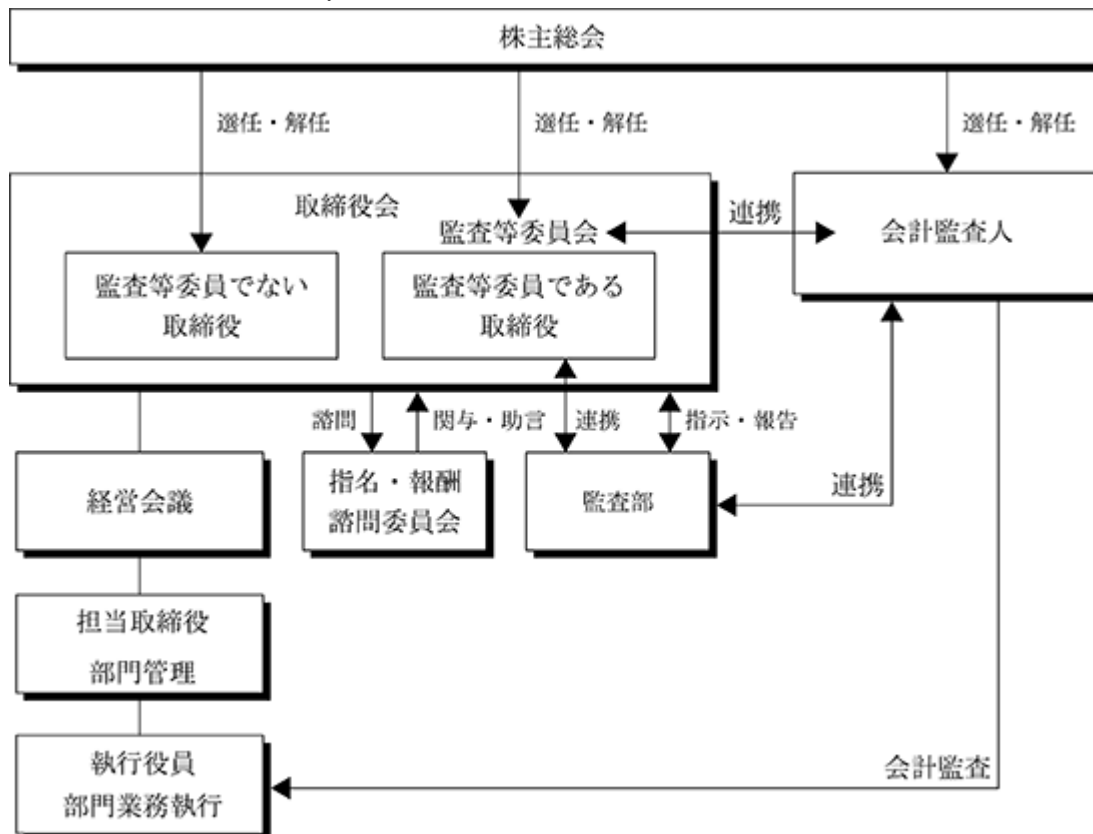 株主総会
選任・解任
選任・解任
選任・解任
取締役会
監査等委員会
連携
会計監査人
監査等委員でない
取締役
監査等委員である
取締役
諮問
関与・助言
連携
指示・報告
経営会議
指名・報酬
諮問委員会
監査部
連携
担当取締役
部門管理
執行役員
部門業務執行
会計監査